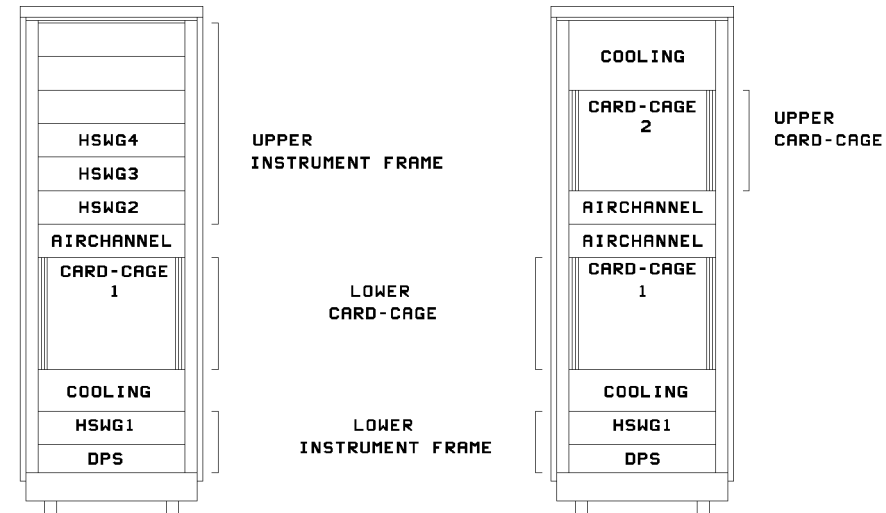 HSWG4
HSWG3
HSWG2
AIRCHANNEL
CARD-CAGE
1
COOLING
HSWG1
DPS
UPPER
INSTRUMENT FRAME
LOWER
CARD-CAGE
LOWER
INSTRUMENT FRAME
COOLING
CARD-CAGE
2
AIRCHANNEL
AIRCHANNEL
CARD-CAGE
1
COOLING
HSWG1
DPS
UPPER
CARD-CAGE